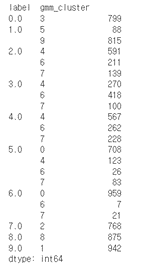 label  gmm_cluster
0.0    3              799
1.0    5               88
       9              815
2.0    4              591
       6              211
       7              139
3.0    4              270
       6              418
       7              100
4.0    4              567
       6              262
       7              228
5.0    0              708
       4              123
       6               26
       7               83
6.0    0              959
       6                7
       7               21
7.0    2              768
8.0    8              875
9.0    1              942
dtype: int64